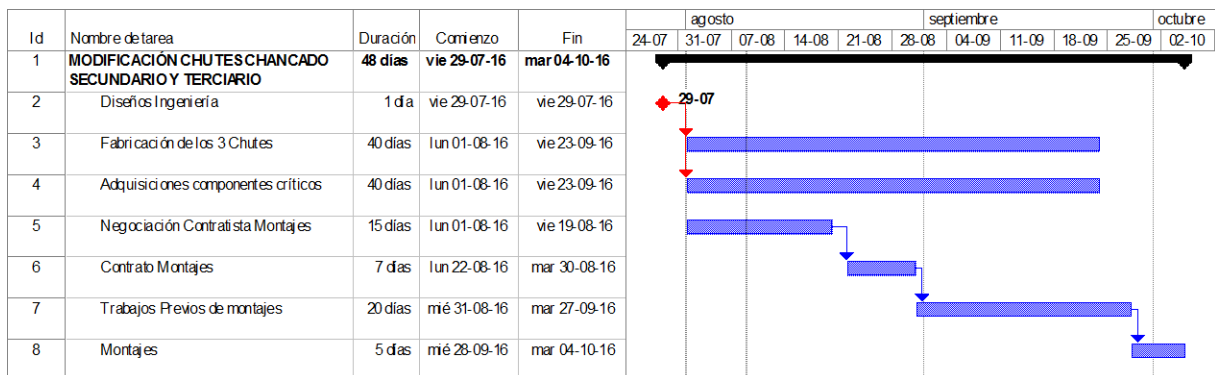 agosto septiembre octubre
Id Nombre de tarea Duración Comienzo Fin 24-07 31-07 07-08 14-08 21-08 28-08 04-09 11-09 18-09 25-09 02-10
1 MODIFICACIÓN CHUTES CHANCADO 48 días vie 29-07-16 mar 04-10-16
SECUNDARIO Y TERCIARIO
2 Diseños Ingeniería 1 día vie 29-07-16 vie 29-07-16 29-07
3 Fabricación de los 3 Chutes 40 días lun 01-08-16 vie 23-09-16
4 Adquisiciones componentes críticos 40 días lun 01-08-16 vie 23-09-16
5 Negociación Contratista Montajes 15 días lun 01-08-16 vie 19-08-16
6 Contrato Montajes 7 días lun 22-08-16 mar 30-08-16
7 Trabajos Previos de montajes 20 días mié 31-08-16 mar 27-09-16
8 Montajes 5 días mié 28-09-16 mar 04-10-16